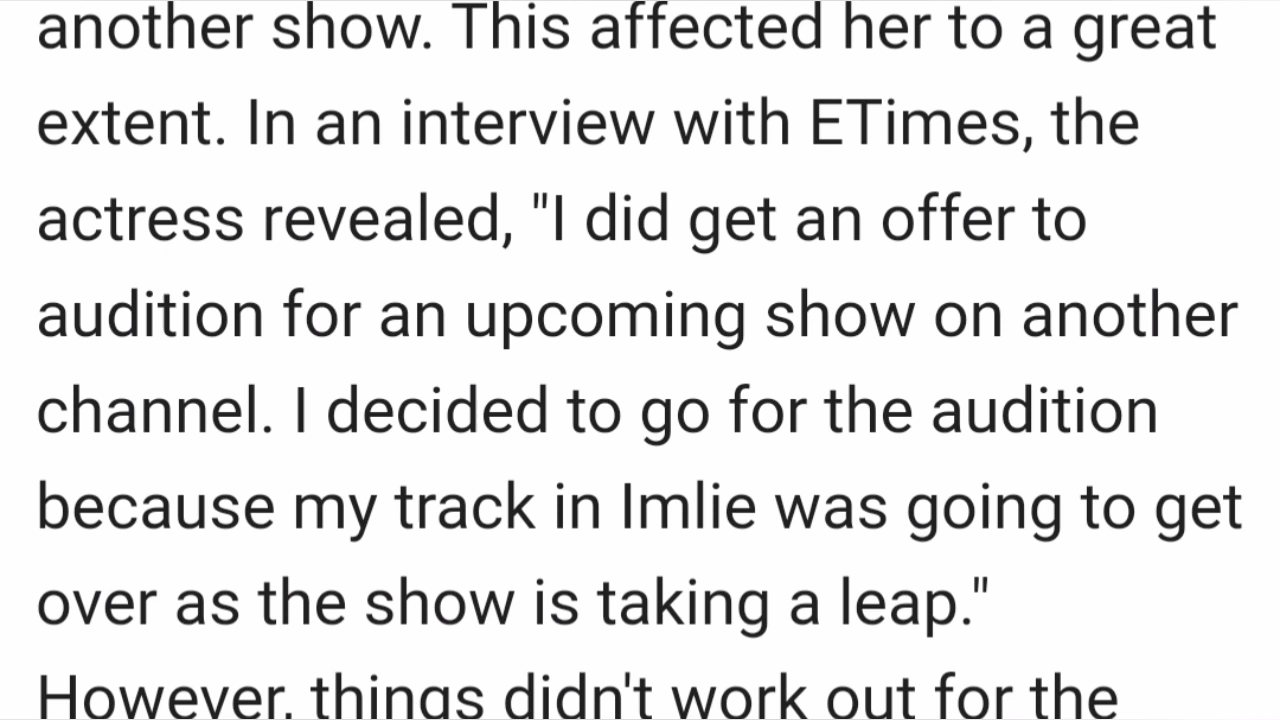 another show. This affected her to a great
extent. In an interview with ETimes, the
actress revealed, "I did get an offer to
audition for an upcoming show on another
channel. I decided to go for the audition
because my track in Imlie was going to get
over as the show is taking a leap."
However, things didn't work out for the